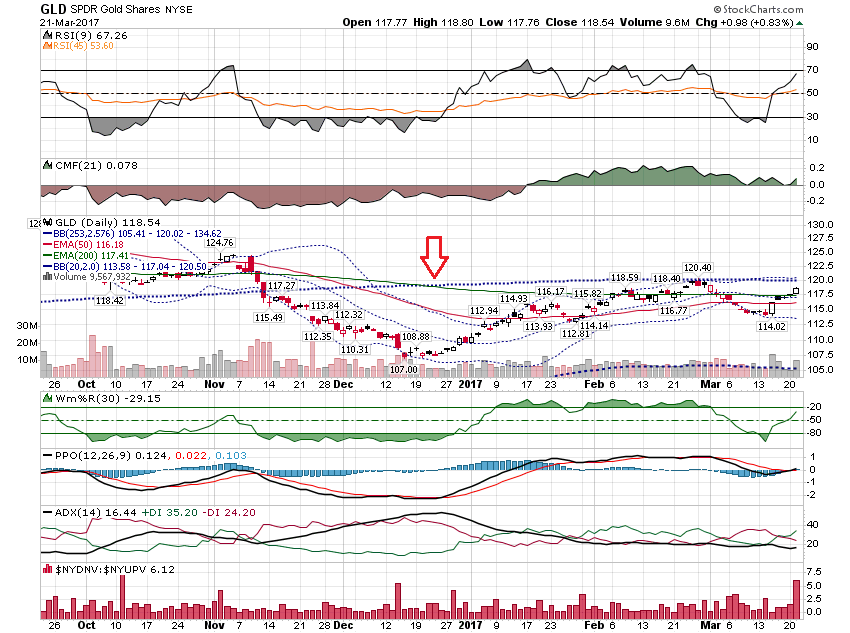 GLD SPDR Gold Shares NYSE © StockCharts.com
21-Mar-2017 Open 117.77 High 118.80 Low 117.76 Close 118.54 Volume 9.6M Chg +0.98 (+0.83%)
RSI(9) 67.26
RSI(45) 53.60
90
70
50
30
10
CMF(21) 0.078
0.2
0.0
-0.2
GLD (Daily) 118.54
BB(253,2.576) 105.41 - 120.02 - 134.62
EMA(50) 116.18
EMA(200) 117.41
BB(20,2.0) 113.58 - 117.04 - 120.50
Volume 9,567,932
130.0
127.5
125.0
122.5
120.0
117.5
115.0
112.5
110.0
107.5
105.0
30M
20M
10M
124.76
118.42
117.27
115.49
113.84
112.35
112.32
110.31
108.88
107.00
112.94
114.93
113.93
116.17
112.81
115.82
114.14
118.59
116.77
118.40
120.40
114.02
26 Oct 10 17 24 Nov 7 14 21 28 Dec 12 19 27 2017 9 17 23 Feb 6 13 21 Mar 6 13 20
Wm%R(30) -29.15
-20
-50
-80
PPO(12,26,9) 0.124, 0.022, 0.103
1
0
-1
-2
ADX(14) 16.44 +DI 35.20 -DI 24.20
40
20
$NYDNV:$NYUPV 6.12
7.5
5.0
2.5
0.0
26 Oct 10 17 24 Nov 7 14 21 28 Dec 12 19 27 2017 9 17 23 Feb 6 13 21 Mar 6 13 20